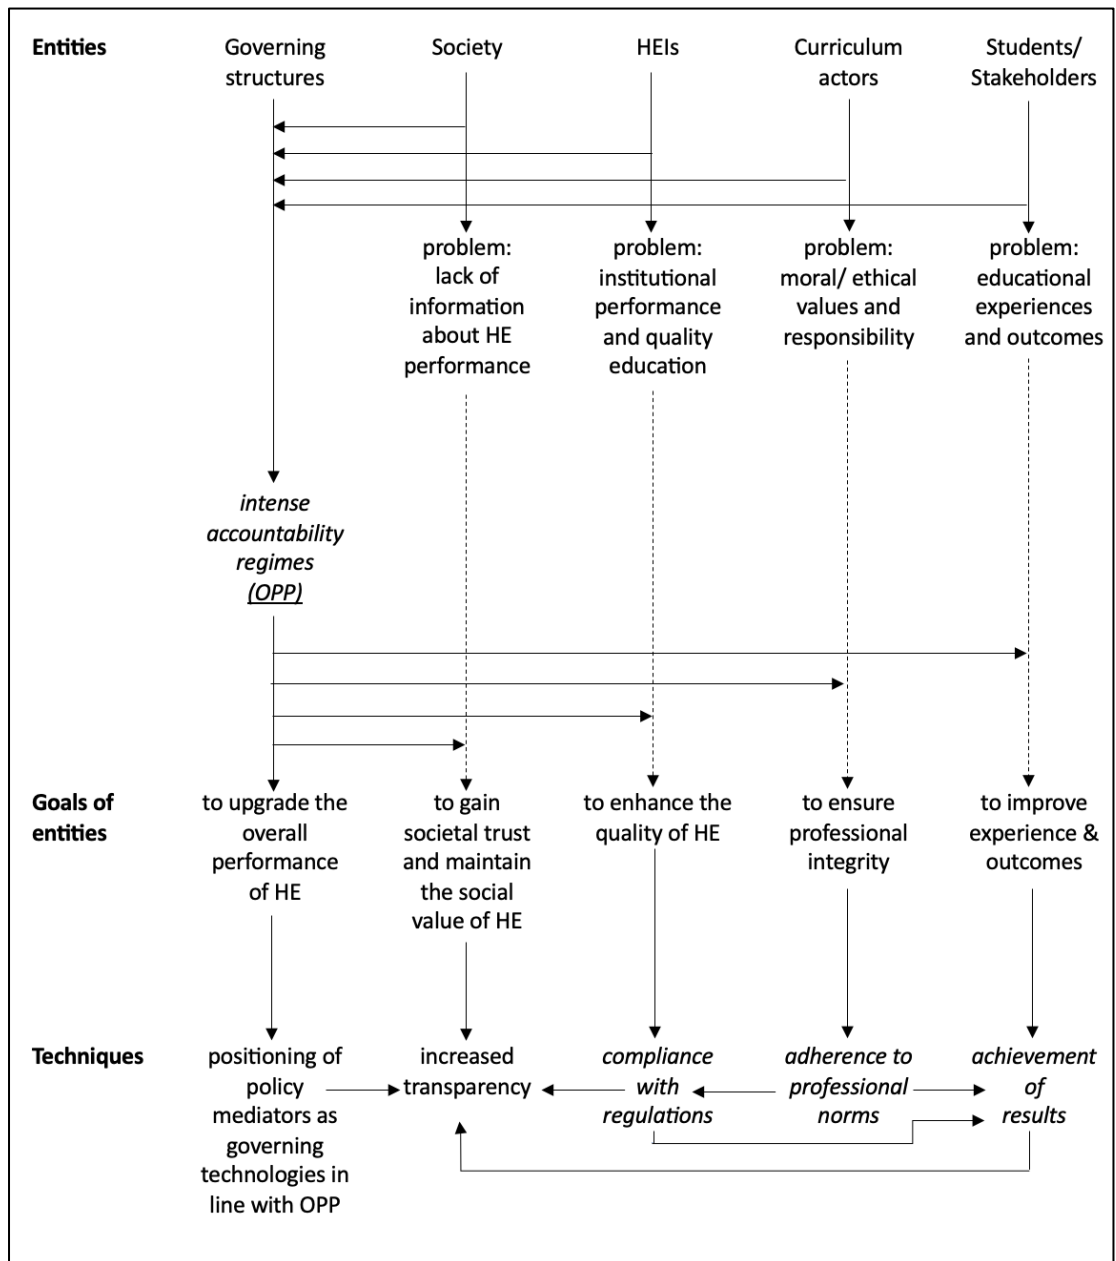 Entities
Governing
structures
Society
HEIs
Curriculum
actors
Students/
Stakeholders
problem:
lack of
information
about HE
performance
problem:
institutional
performance
and quality
education
problem:
moral/ ethical
values and
responsibility
problem:
educational
experiences
and outcomes
intense
accountability
regimes
(OPP)
Goals of
entities
to upgrade the
overall
performance
of HE
to gain
societal trust
and maintain
the social
value of HE
to enhance the
quality of HE
to ensure
professional
integrity
to improve
experience &
outcomes
Techniques
positioning of
policy
mediators as
governing
technologies in
line with OPP
increased
transparency
compliance
with
regulations
adherence to
professional
norms
achievement
of
results